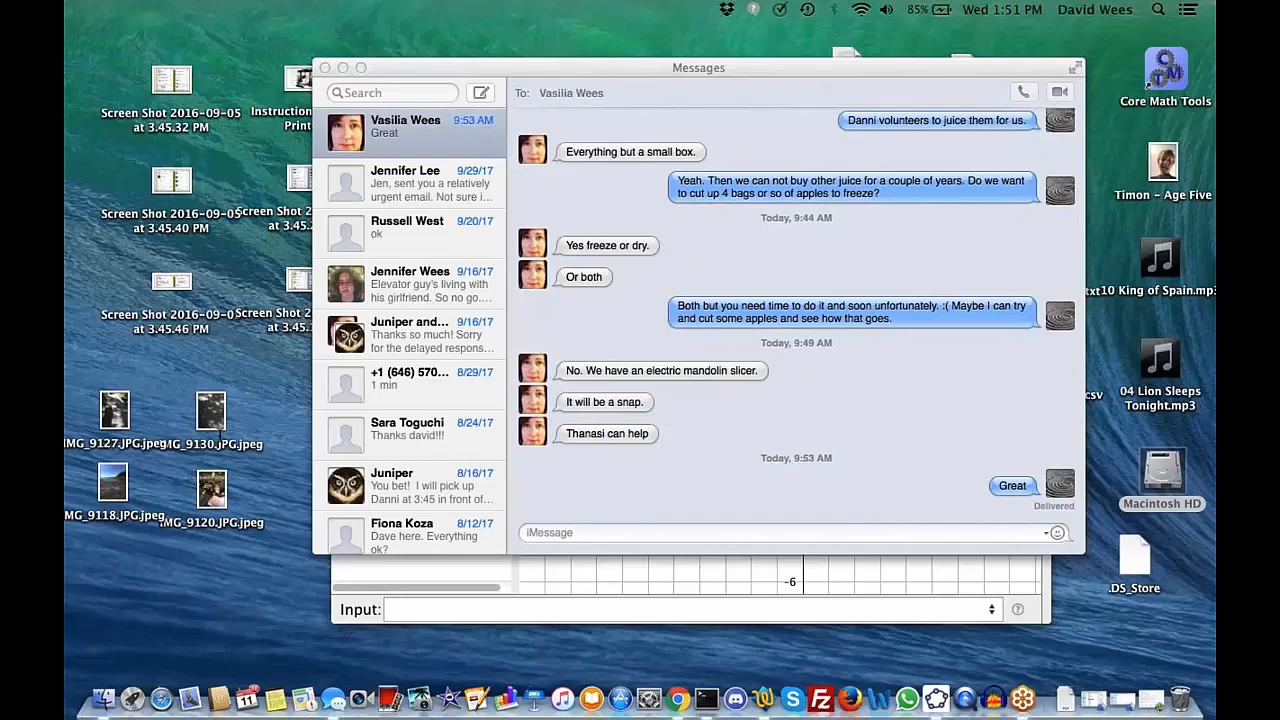 85% Wed 1:51 PM David Wees
Messages
Search
To: Vasilia Wees
Vasilia Wees 9:53 AM
Great
Jennifer Lee 9/29/17
Jen, sent you a relatively
urgent email. Not sure i...
Russell West 9/20/17
ok
Jennifer Wees 9/16/17
Elevator guy's living with
his girlfriend. So no go....
Juniper and... 9/16/17
Thanks so much! Sorry
for the delayed respons...
+1 (646) 570... 8/29/17
1 min
Sara Toguchi 8/24/17
Thanks david!!!
Juniper 8/16/17
You bet! I will pick up
Danni at 3:45 in front of...
Fiona Koza 8/12/17
Dave here. Everything
ok?
Danni volunteers to juice them for us.
Everything but a small box.
Yeah. Then we can not buy other juice for a couple of years. Do we want
to cut up 4 bags or so of apples to freeze?
Today, 9:44 AM
Yes freeze or dry.
Or both
Both but you need time to do it and soon unfortunately. :( Maybe I can try
and cut some apples and see how that goes.
Today, 9:49 AM
No. We have an electric mandolin slicer.
It will be a snap.
Thanasi can help
Today, 9:53 AM
Great
Delivered
iMessage
-6
Input:
Screen Shot 2016-09-05
at 3.45.32 PM
Instruction
Print
Screen Shot 2016-09-05
at 3.45.40 PM
Screen Shot
at 3.45.46 PM
IMG_9127.JPG.jpeg
IMG_9130.JPG.jpeg
IMG_9118.JPG.jpeg
IMG_9120.JPG.jpeg
Core Math Tools
Timon - Age Five
txt
10 King of Spain.mp3
csv
04 Lion Sleeps
Tonight.mp3
Macintosh HD
.DS_Store